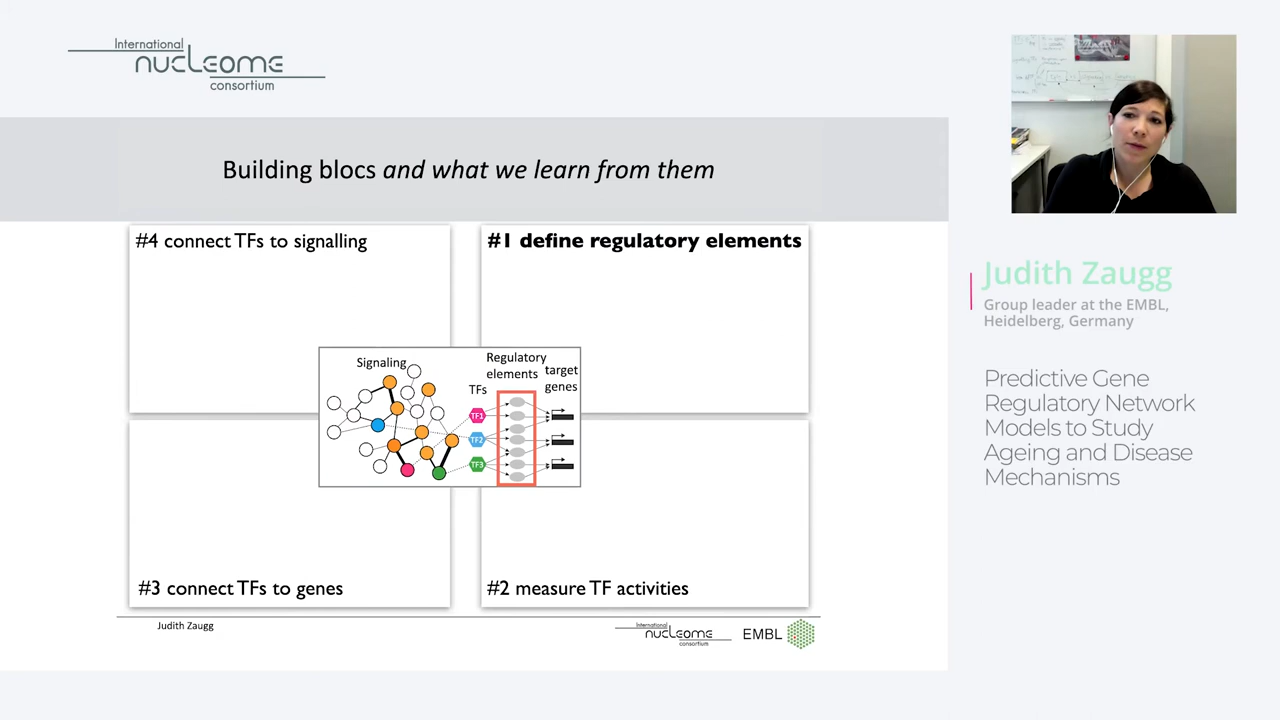 International
nucleome
consortium
Building blocs and what we learn from them
#4 connect TFs to signalling
#1 define regulatory elements
Signaling
TFs
Regulatory
elements
target
genes
TF1
TF2
TF3
#3 connect TFs to genes
#2 measure TF activities
Judith Zaugg
International
nucleome
consortium
EMBL
Judith Zaugg
Group leader at the EMBL,
Heidelberg, Germany
Predictive Gene
Regulatory Network
Models to Study
Ageing and Disease
Mechanisms